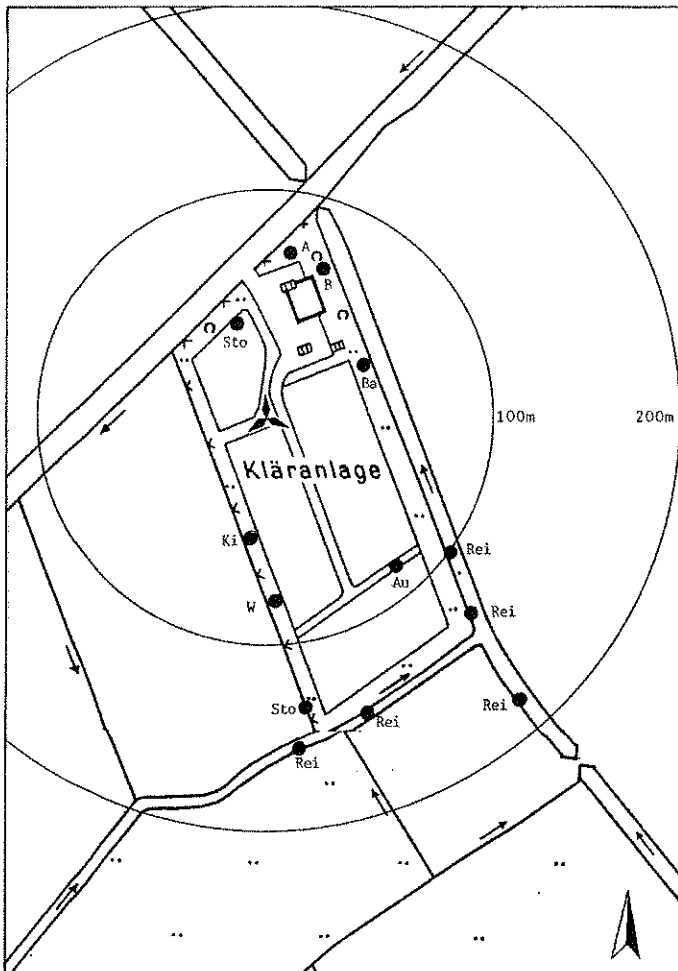 A
B
Sto
Ba
100m
200m
Kläranlage
Ki
Rei
Au
W
Rei
Sto
Rei
Rei
Rei